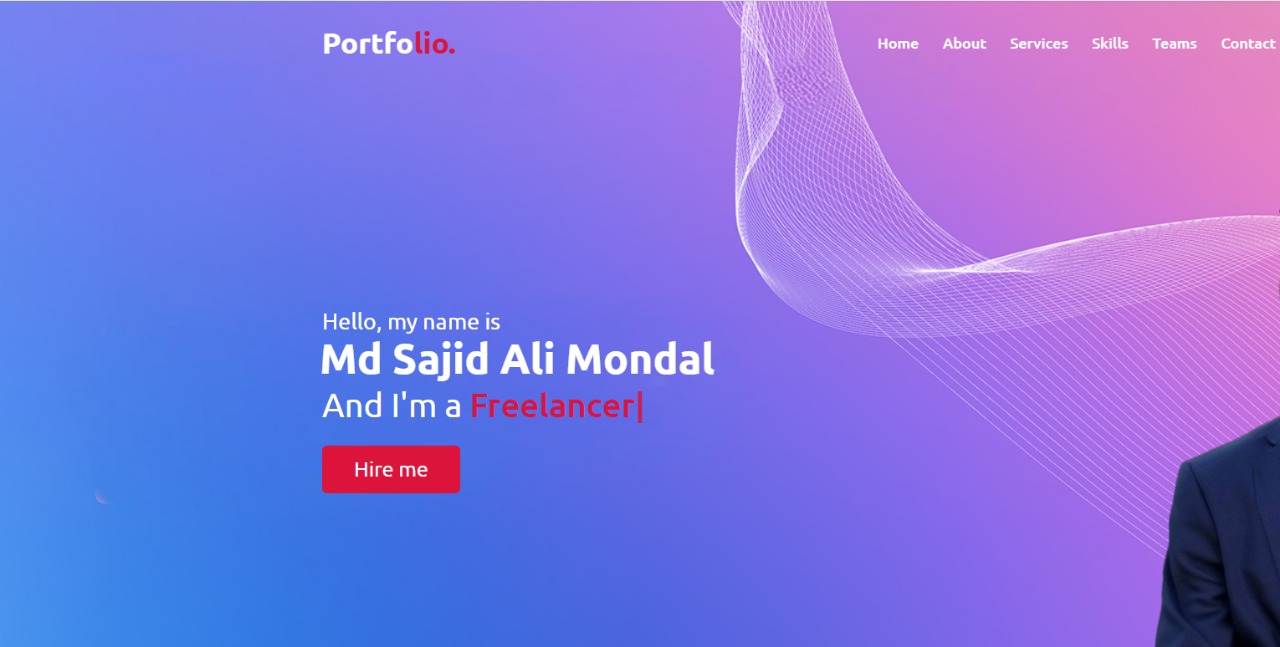 Portfolio.
Home About Services Skills Teams Contact
Hello, my name is
Md Sajid Ali Mondal
And I'm a Freelancer|
Hire me